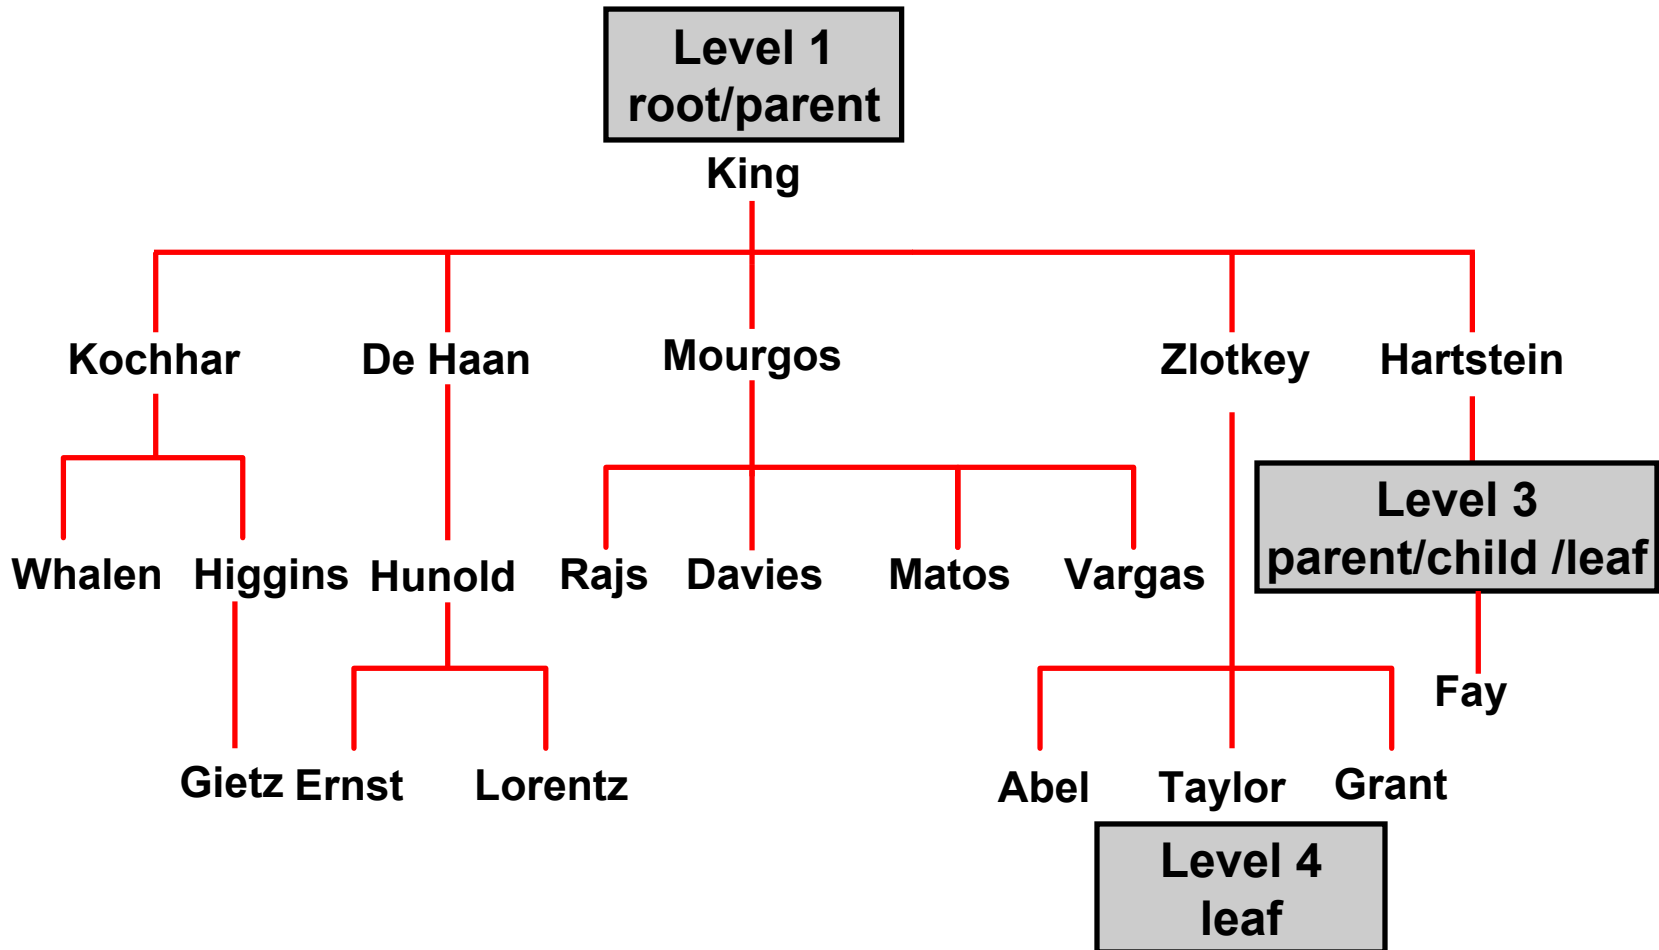 Level 1
root/parent
King
Kochhar De Haan Mourgos Zlotkey Hartstein
Level 3
parent/child /leaf
Whalen Higgins Hunold Rajs Davies Matos Vargas
Fay
Gietz Ernst Lorentz Abel Taylor Grant
Level 4
leaf